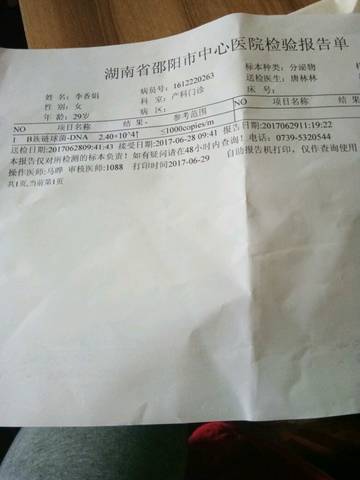 湖南省邵阳市中心医院检验报告单
姓 名：李香娟 病员号：1612220263 标本种类：分泌物
性 别：女 科 室：产科门诊 送检医生：唐林林
年 龄：29岁 病 区： 床 号：
NO 项目名称 结 果 参考范围 NO 项目名称 结 果
1 B族链球菌-DNA 2.40*10^4↑ ≤1000copies/m
送检日期:2017062809:41:43 接受日期:2017-06-28 09:41 报告日期:2017062911:19:22
本报告仅对所检测的标本负责！如有疑问请在48小时内查询！电话：0739-5320544
操作医师:马晔 审核医师:1088 打印时间2017-06-29 自助报告机打印，仅作查询使用
共1页,当前第1页